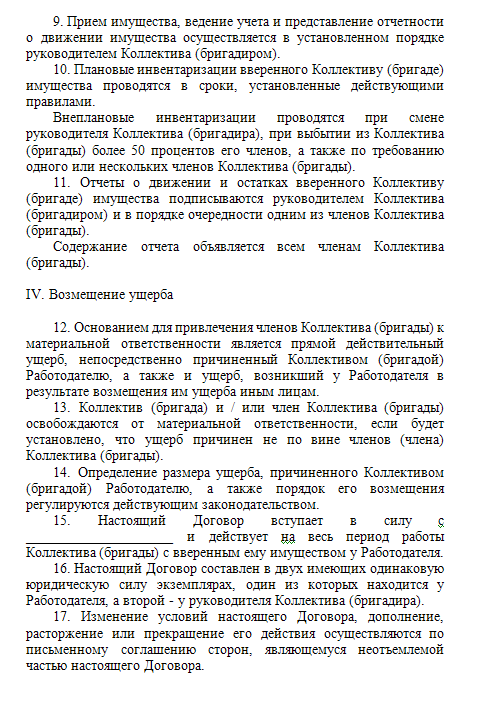 9. Прием имущества, ведение учета и представление отчетности
о движении имущества осуществляется в установленном порядке
руководителем Коллектива (бригадиром).
10. Плановые инвентаризации вверенного Коллективу (бригаде)
имущества проводятся в сроки, установленные действующими
правилами.
Внеплановые инвентаризации проводятся при смене
руководителя Коллектива (бригадира), при выбытии из Коллектива
(бригады) более 50 процентов его членов, а также по требованию
одного или нескольких членов Коллектива (бригады).
11. Отчеты о движении и остатках вверенного Коллективу
(бригаде) имущества подписываются руководителем Коллектива
(бригадиром) и в порядке очередности одним из членов Коллектива
(бригады).
Содержание отчета объявляется всем членам Коллектива
(бригады).
IV. Возмещение ущерба
12. Основанием для привлечения членов Коллектива (бригады) к
материальной ответственности является прямой действительный
ущерб, непосредственно причиненный Коллективом (бригадой)
Работодателю, а также и ущерб, возникший у Работодателя в
результате возмещения им ущерба иным лицам.
13. Коллектив (бригада) и / или член Коллектива (бригады)
освобождаются от материальной ответственности, если будет
установлено, что ущерб причинен не по вине членов (члена)
Коллектива (бригады).
14. Определение размера ущерба, причиненного Коллективом
(бригадой) Работодателю, а также порядок его возмещения
регулируются действующим законодательством.
15. Настоящий Договор вступает в силу с
_____________________ и действует на весь период работы
Коллектива (бригады) с вверенным ему имуществом у Работодателя.
16. Настоящий Договор составлен в двух имеющих одинаковую
юридическую силу экземплярах, один из которых находится у
Работодателя, а второй - у руководителя Коллектива (бригадира).
17. Изменение условий настоящего Договора, дополнение,
расторжение или прекращение его действия осуществляются по
письменному соглашению сторон, являющемуся неотъемлемой
частью настоящего Договора.